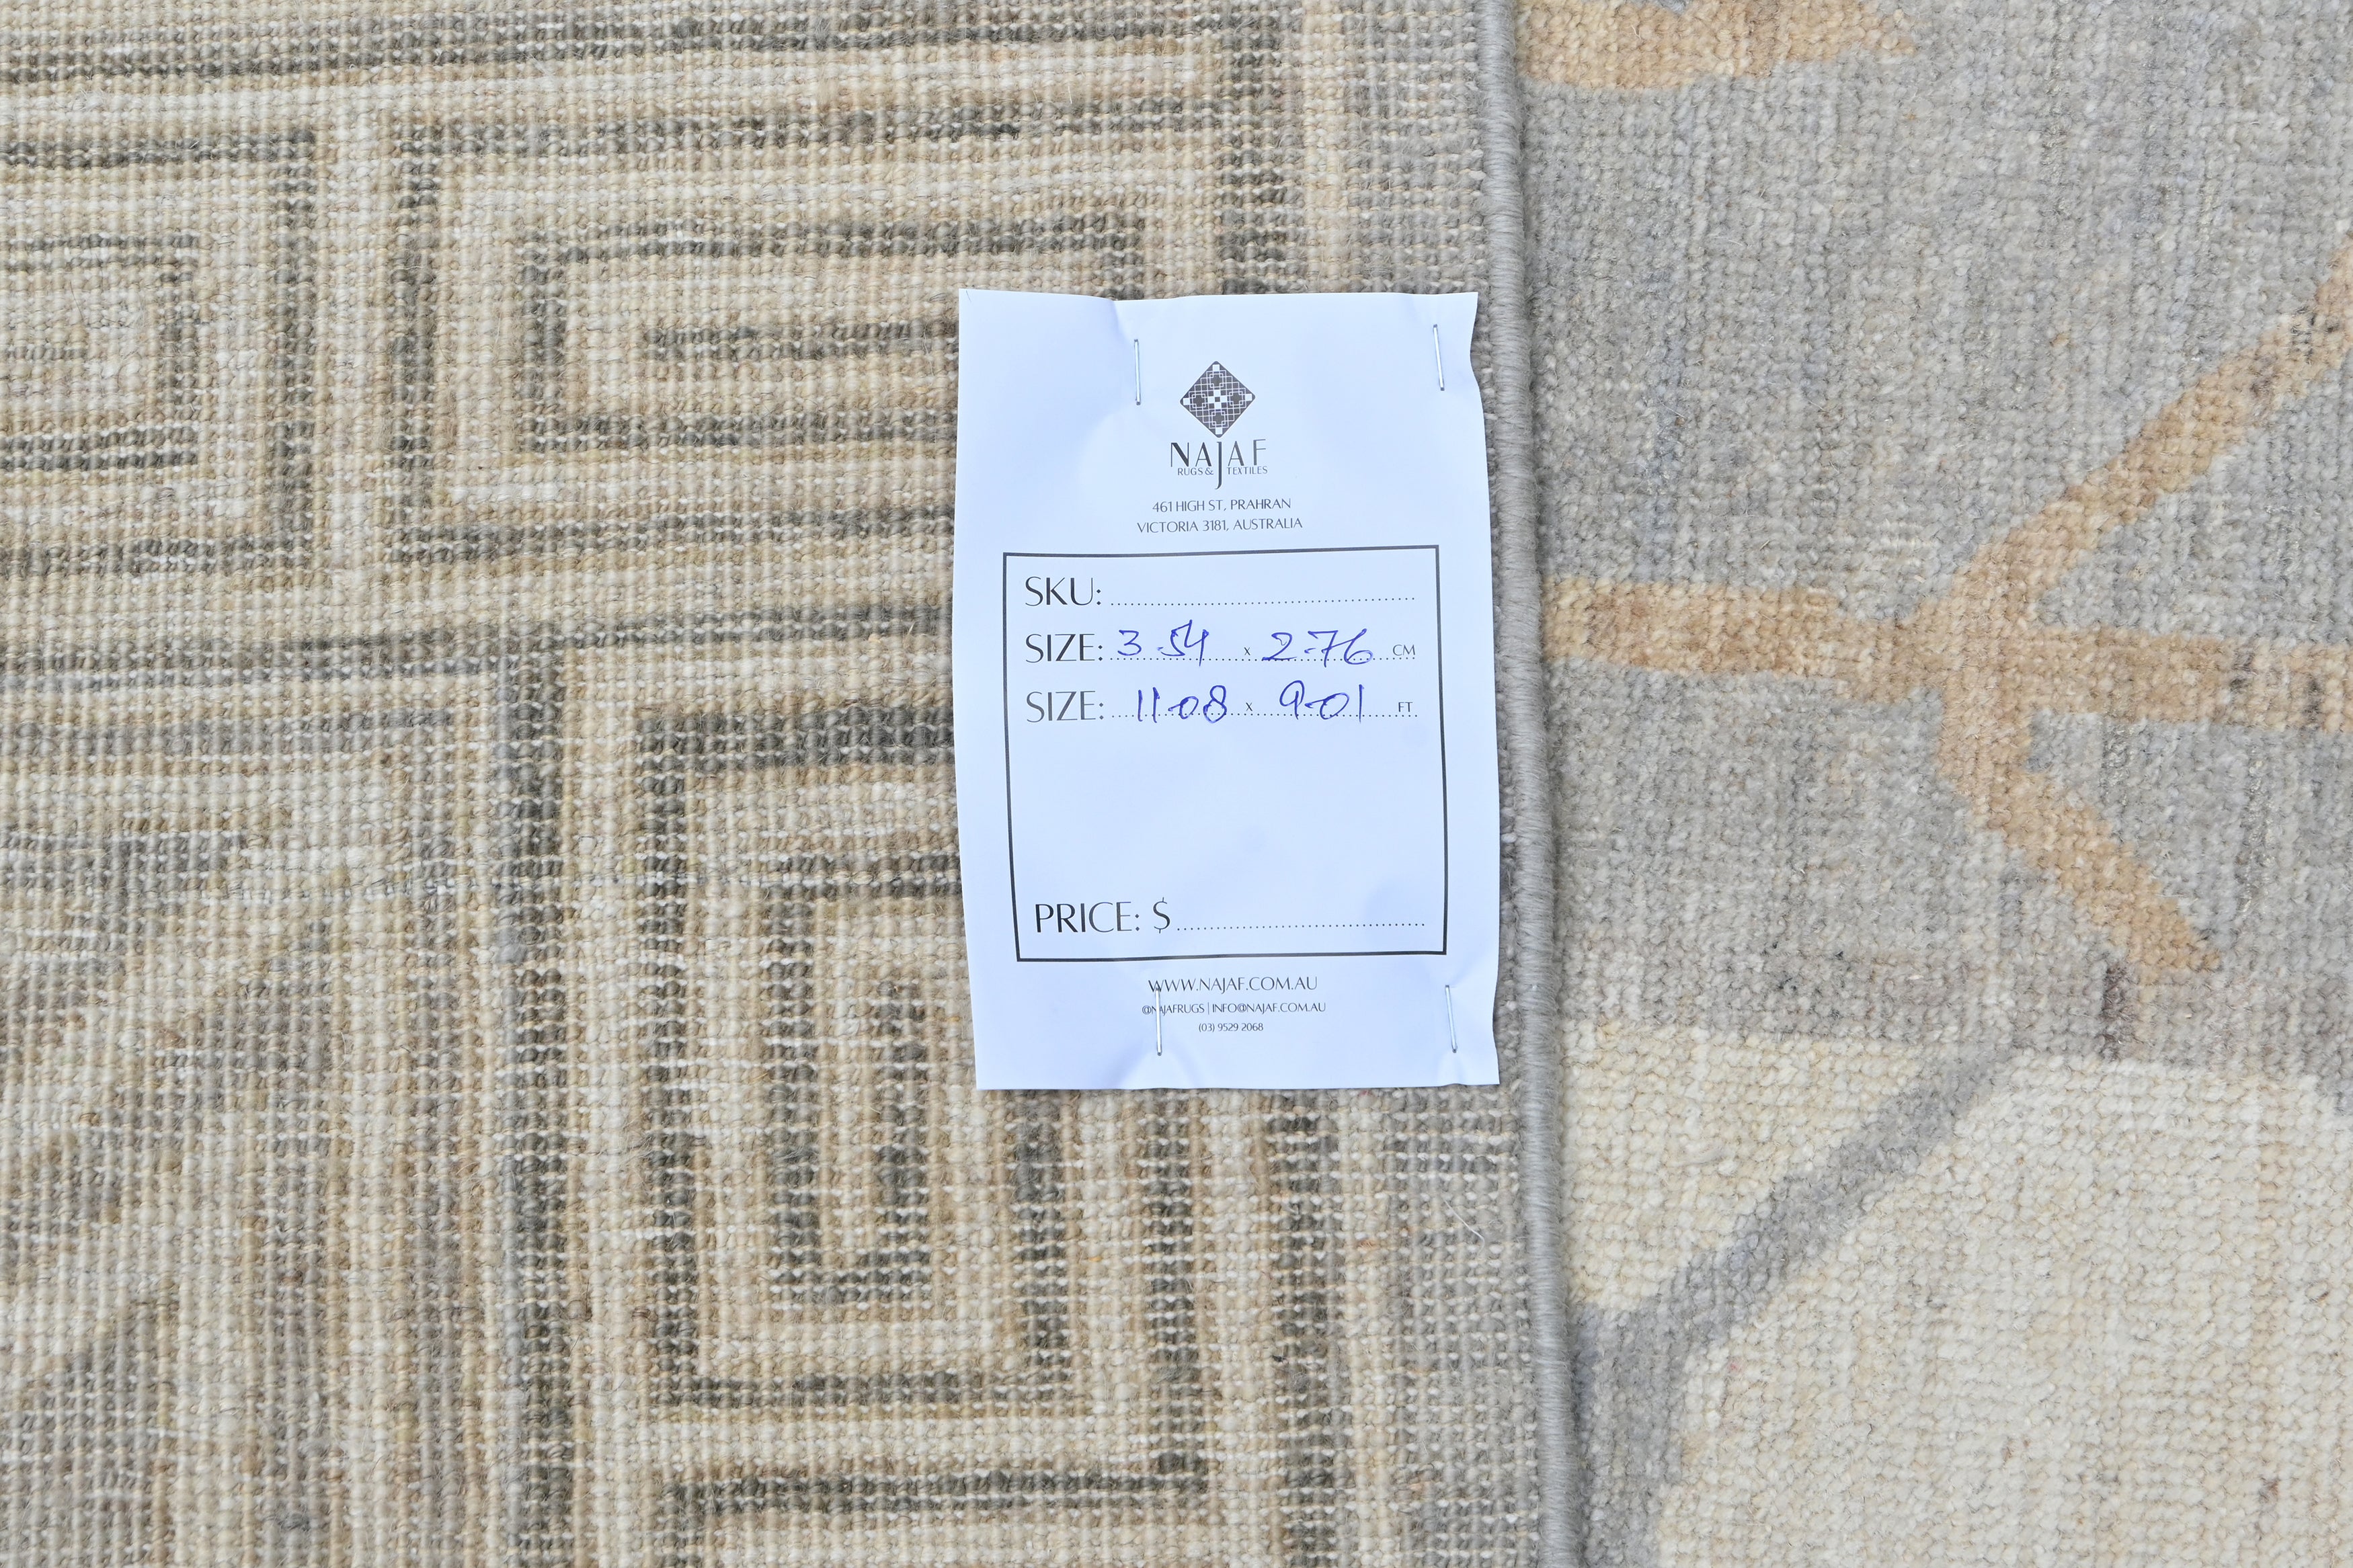 NAJAF
RUGS & TEXTILES
461 HIGH ST, PRAHRAN
VICTORIA 3181, AUSTRALIA
SKU: ........................
SIZE: 3.54 x 2.76 CM
SIZE: 11.08 x 9.01 FT
PRICE: $ ........................
WWW.NAJAF.COM.AU
@NAJAFRUGS | INFO@NAJAF.COM.AU
(03) 9529 2068